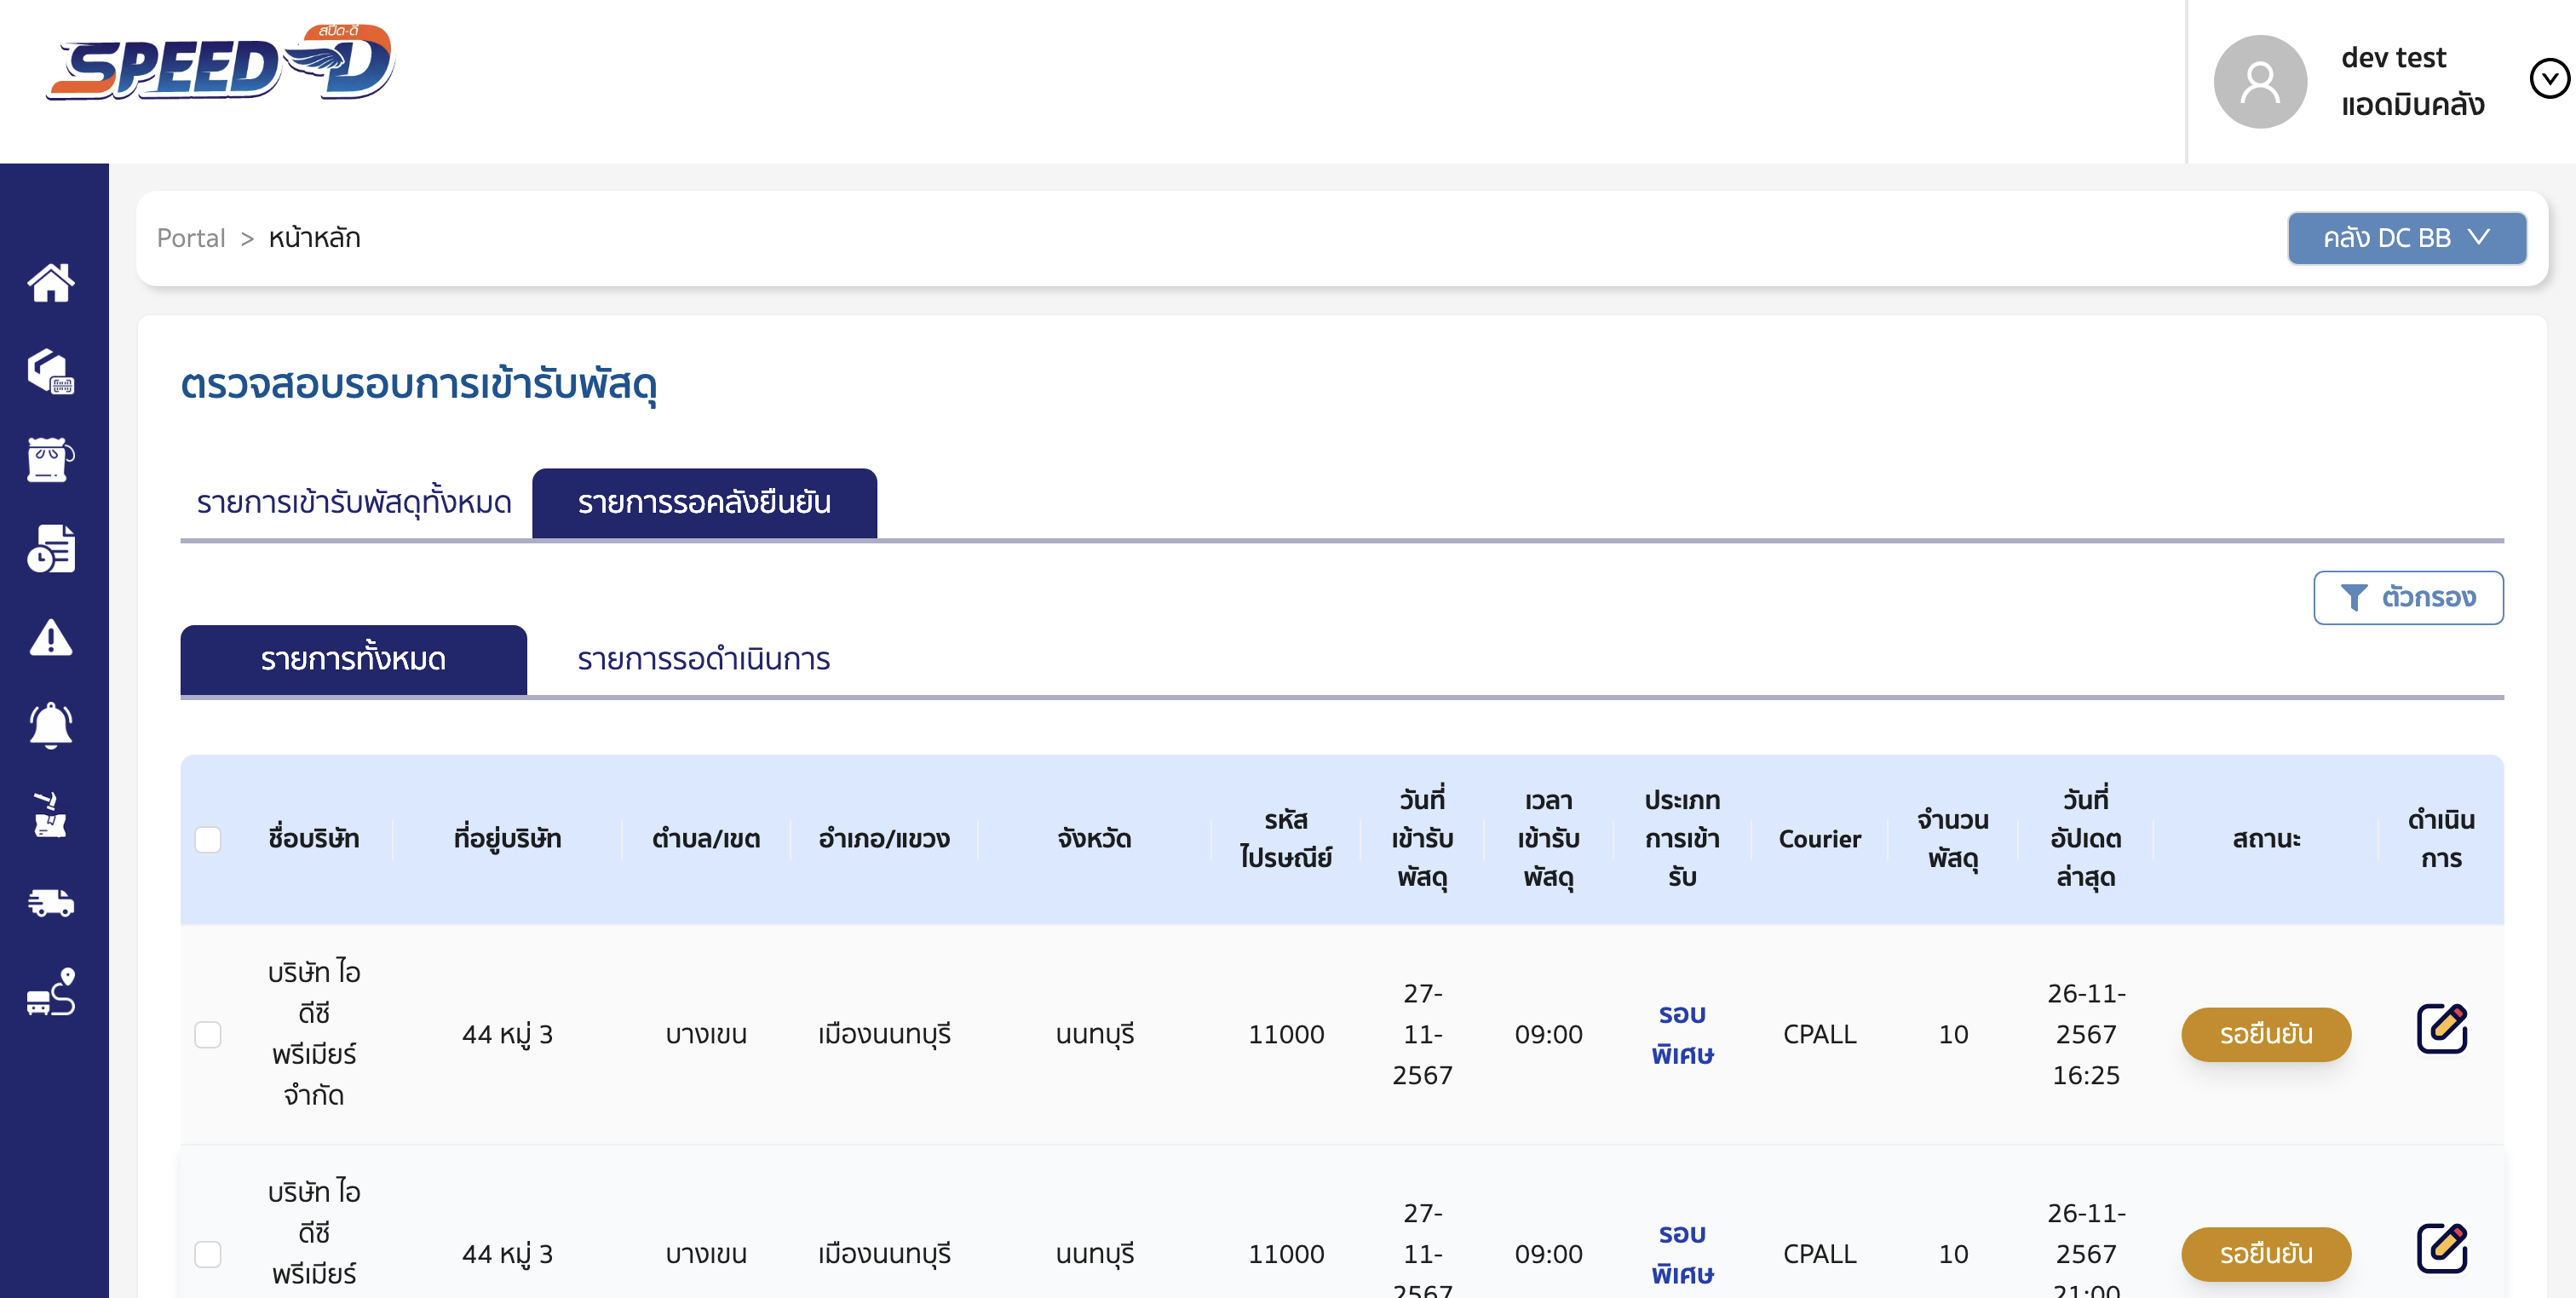 SPEED-D
สปีด-ดี
dev test
แอดมินคลัง
Portal > หน้าหลัก
คลัง DC BB
ตรวจสอบรอบการเข้ารับพัสดุ
รายการเข้ารับพัสดุทั้งหมด
รายการรอคลังยืนยัน
ตัวกรอง
รายการทั้งหมด
รายการรอดำเนินการ
ชื่อบริษัท
ที่อยู่บริษัท
ตำบล/เขต
อำเภอ/แขวง
จังหวัด
รหัส
ไปรษณีย์
วันที่
เข้ารับ
พัสดุ
เวลา
เข้ารับ
พัสดุ
ประเภท
การเข้า
รับ
Courier
จำนวน
พัสดุ
วันที่
อัปเดต
ล่าสุด
สถานะ
ดำเนิน
การ
บริษัท ไอ
ดีซี
พรีเมียร์
จำกัด
44 หมู่ 3
บางเขน
เมืองนนทบุรี
นนทบุรี
11000
27-
11-
2567
09:00
รอบ
พิเศษ
CPALL
10
26-11-
2567
16:25
รอยืนยัน
บริษัท ไอ
ดีซี
พรีเมียร์
44 หมู่ 3
บางเขน
เมืองนนทบุรี
นนทบุรี
11000
27-
11-
2567
09:00
รอบ
พิเศษ
CPALL
10
26-11-
2567
21:00
รอยืนยัน